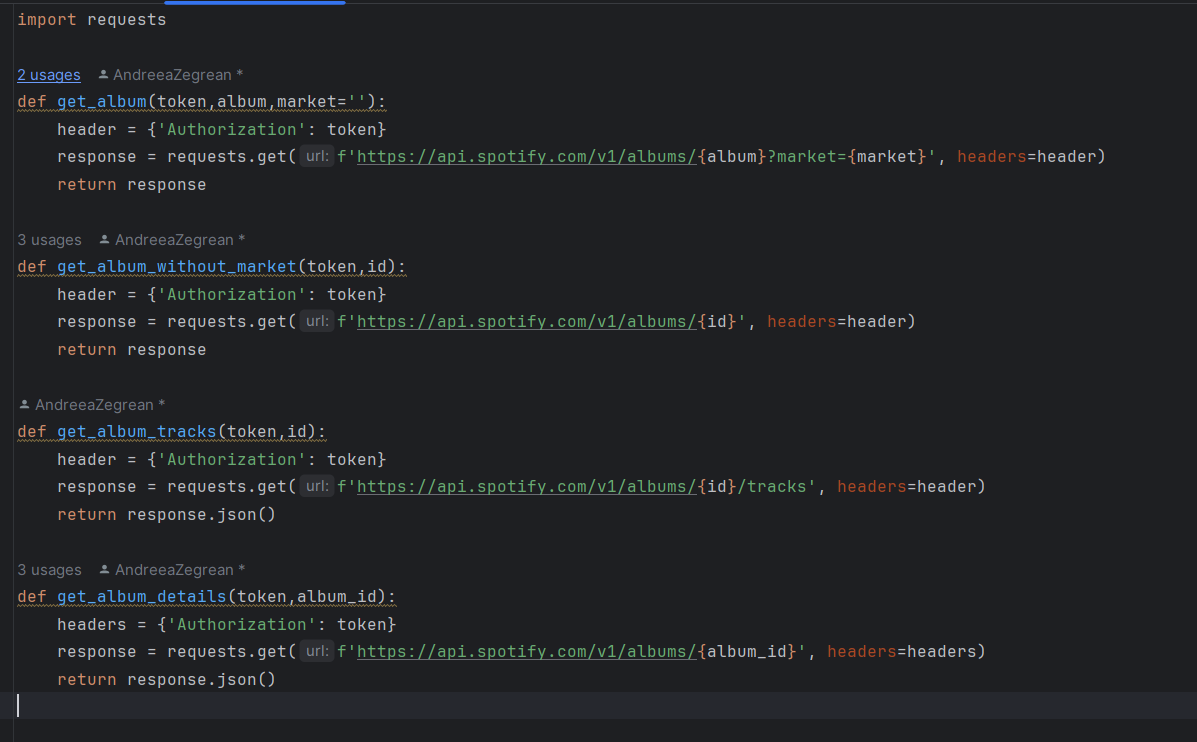 import requests
2 usages AndreeaZegrean *
def get_album(token,album,market=''):
    header = {'Authorization': token}
    response = requests.get( url: f'https://api.spotify.com/v1/albums/{album}?market={market}', headers=header)
    return response
3 usages AndreeaZegrean *
def get_album_without_market(token,id):
    header = {'Authorization': token}
    response = requests.get( url: f'https://api.spotify.com/v1/albums/{id}', headers=header)
    return response
AndreeaZegrean *
def get_album_tracks(token,id):
    header = {'Authorization': token}
    response = requests.get( url: f'https://api.spotify.com/v1/albums/{id}/tracks', headers=header)
    return response.json()
3 usages AndreeaZegrean *
def get_album_details(token,album_id):
    headers = {'Authorization': token}
    response = requests.get( url: f'https://api.spotify.com/v1/albums/{album_id}', headers=headers)
    return response.json()